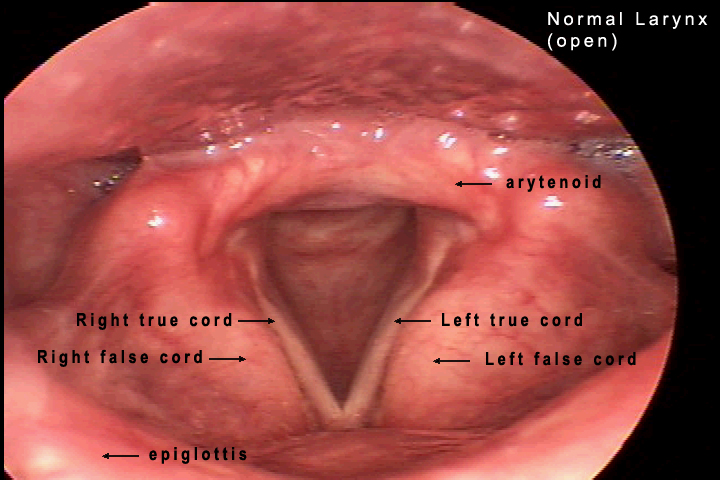 Normal Larynx
(open)
arytenoid
Right true cord
Left true cord
Right false cord
Left false cord
epiglottis